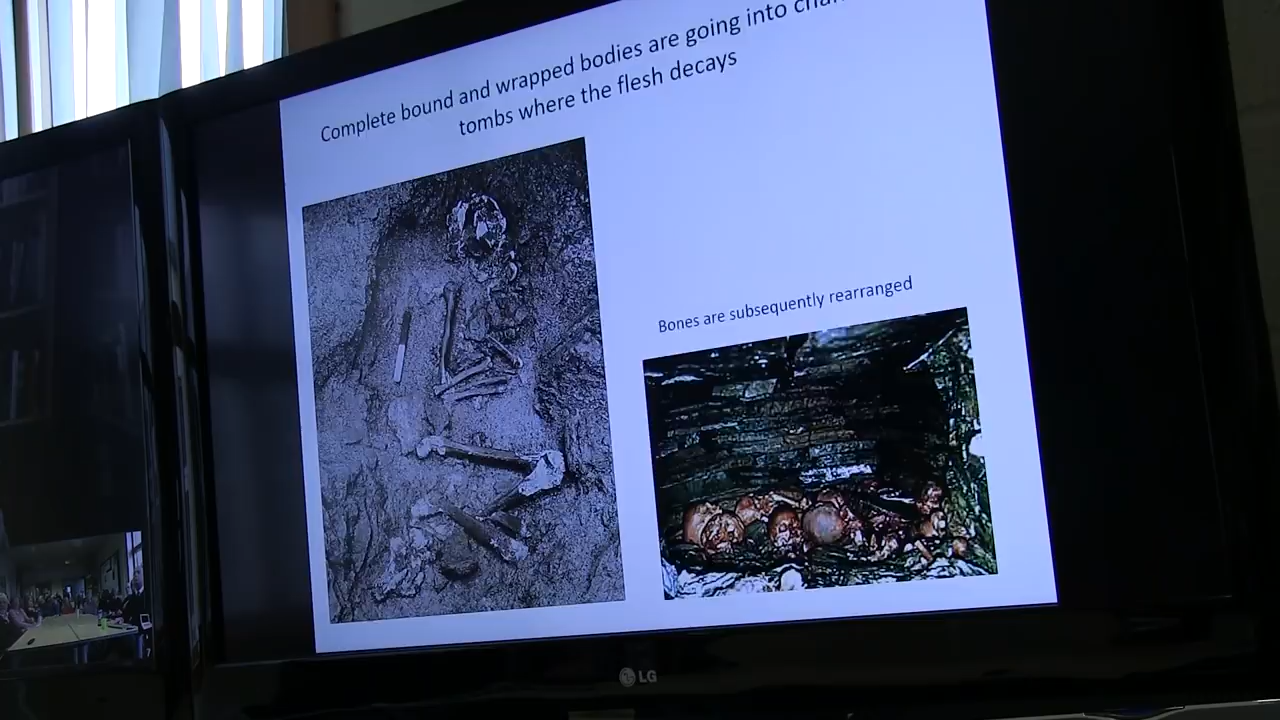 Complete bound and wrapped bodies are going into
tombs where the flesh decays
Bones are subsequently rearranged
LG